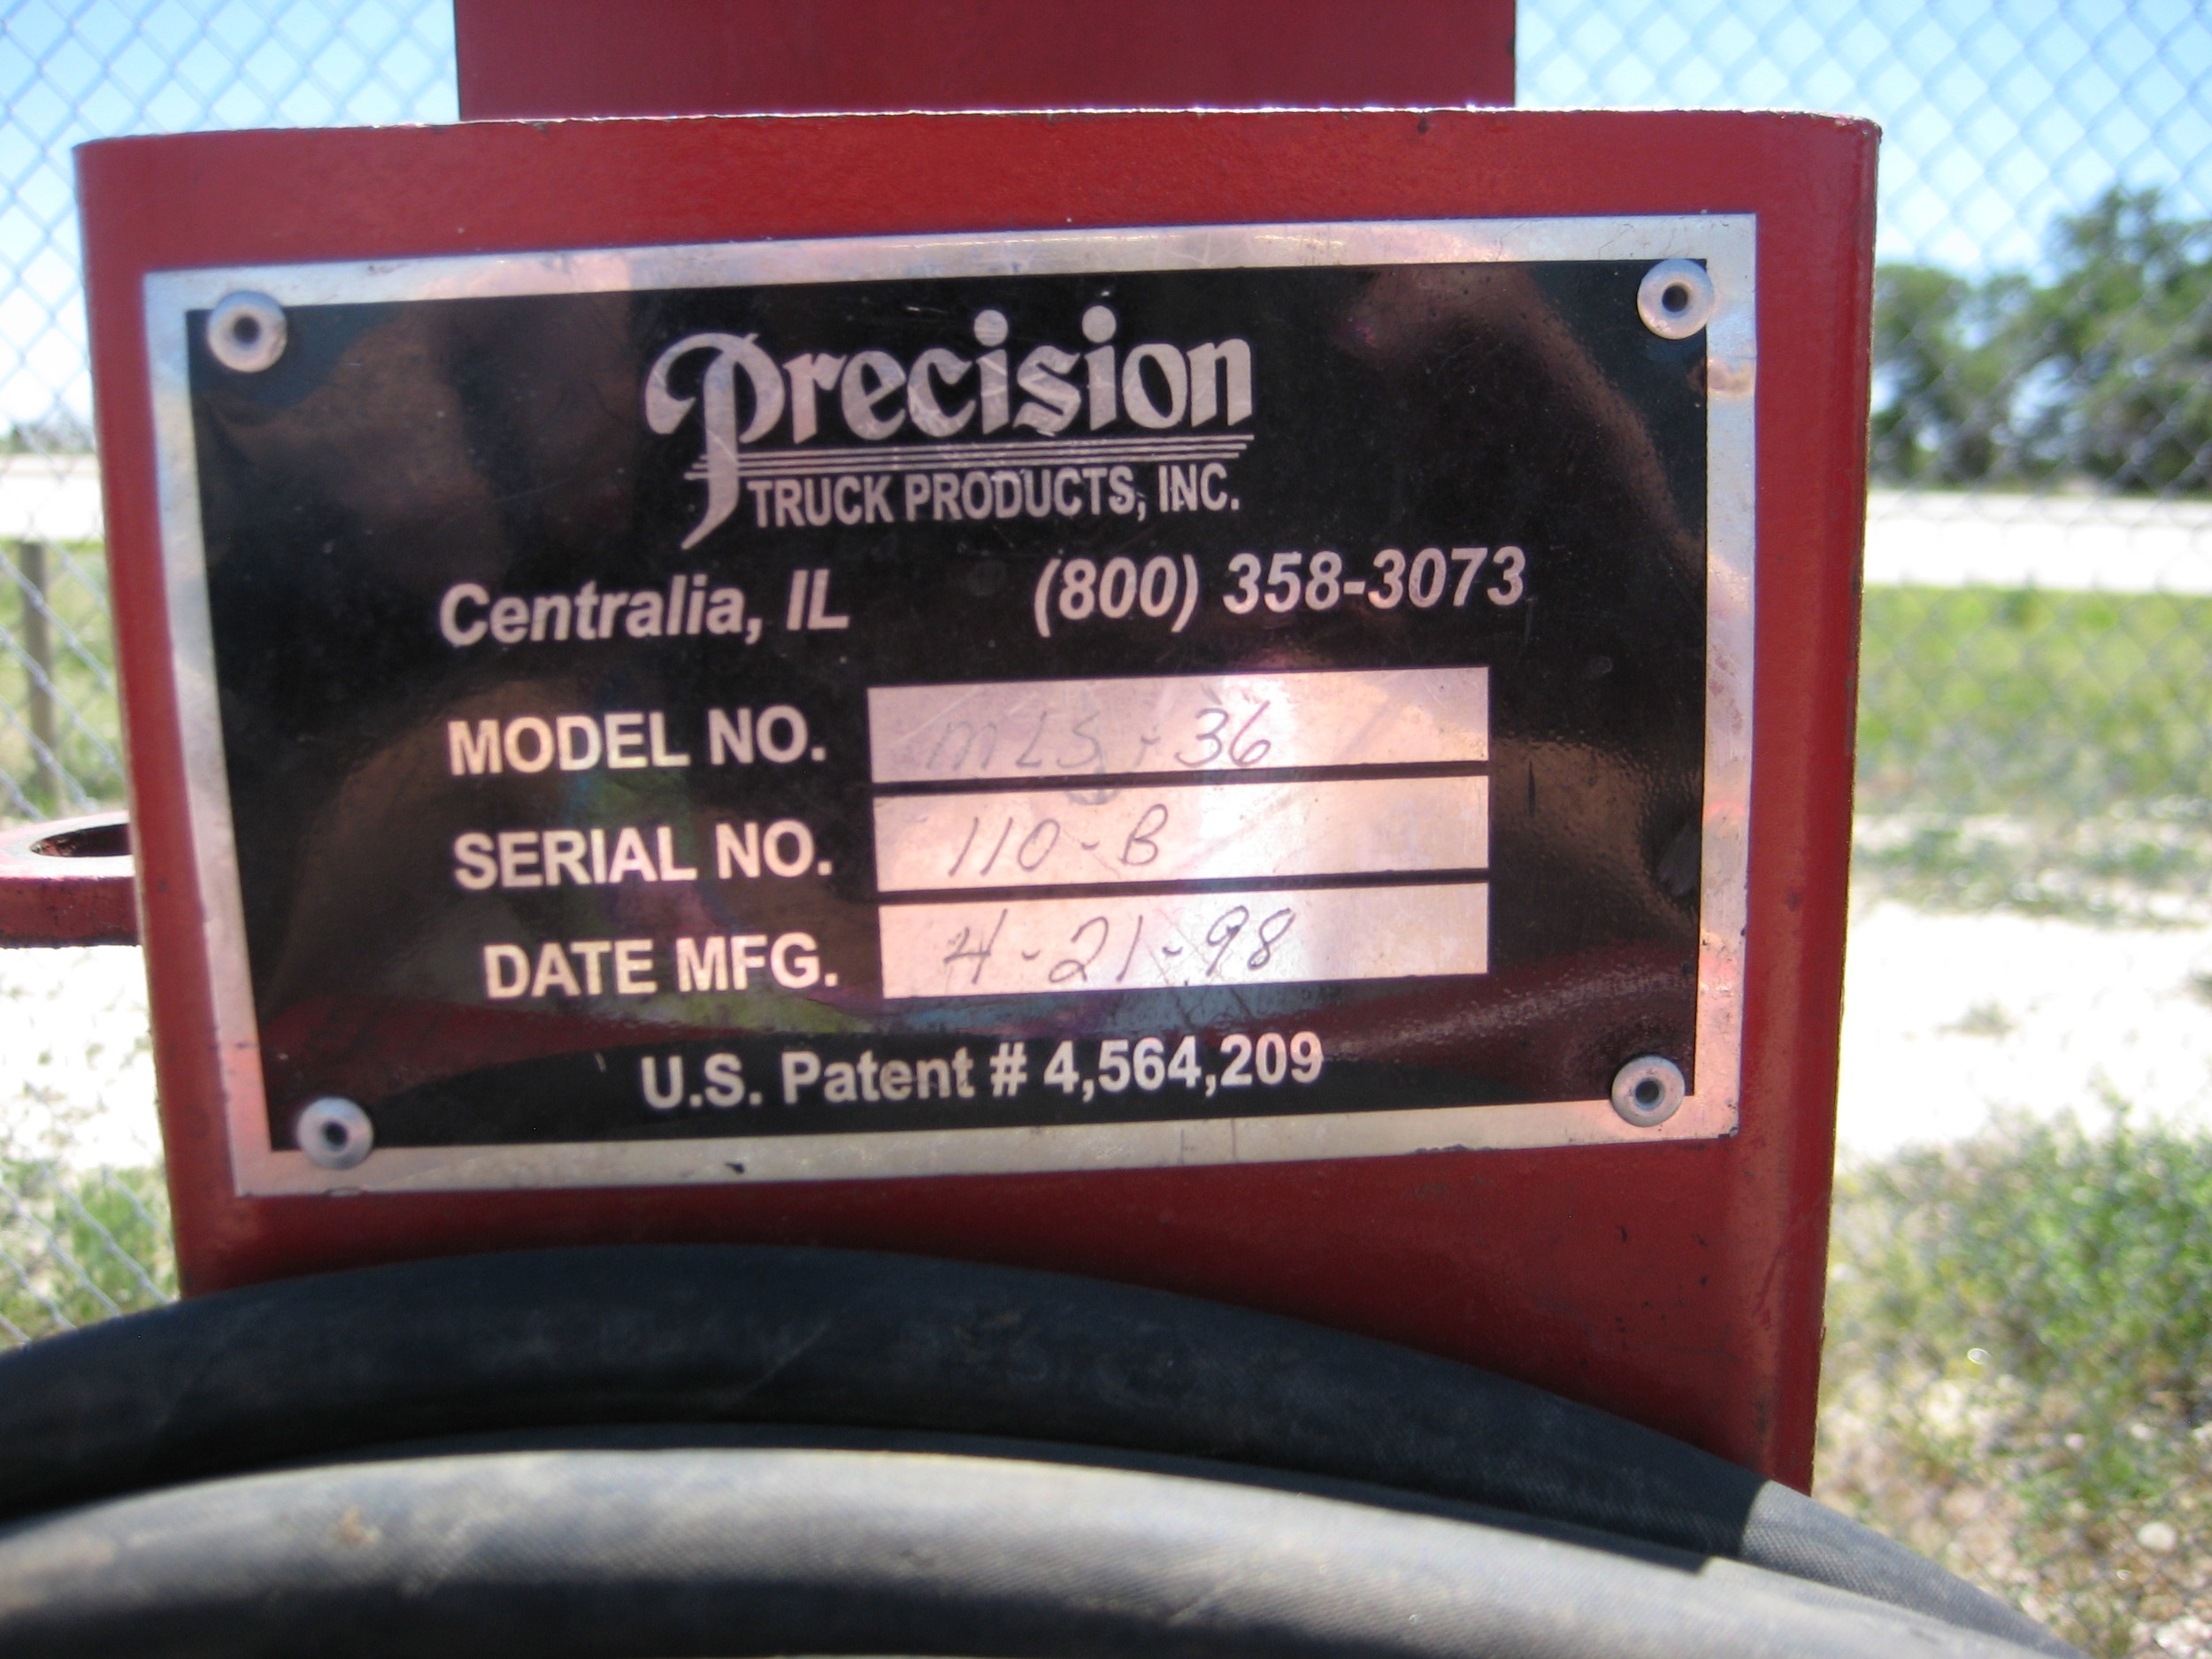 Precision
TRUCK PRODUCTS, INC.
Centralia, IL (800) 358-3073
MODEL NO. MLS-36
SERIAL NO. 110-B
DATE MFG. 4-21-98
U.S. Patent # 4,564,209